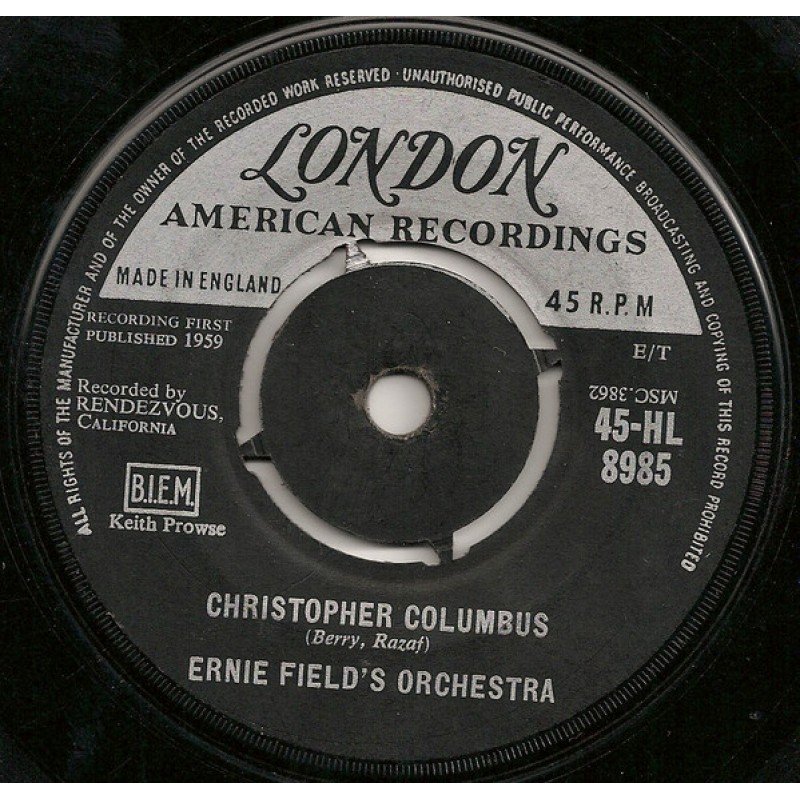 ALL RIGHTS OF THE MANUFACTURER AND OF THE OWNER OF THE RECORDED WORK RESERVED · UNAUTHORISED PUBLIC PERFORMANCE BROADCASTING AND COPYING OF THIS RECORD PROHIBITED
LONDON
AMERICAN RECORDINGS
MADE IN ENGLAND
45 R.P.M
RECORDING FIRST
PUBLISHED 1959
E/T
Recorded by
RENDEZVOUS,
CALIFORNIA
MSC.3862
45-HL
8985
B.I.E.M.
Keith Prowse
CHRISTOPHER COLUMBUS
(Berry, Razaf)
ERNIE FIELD'S ORCHESTRA